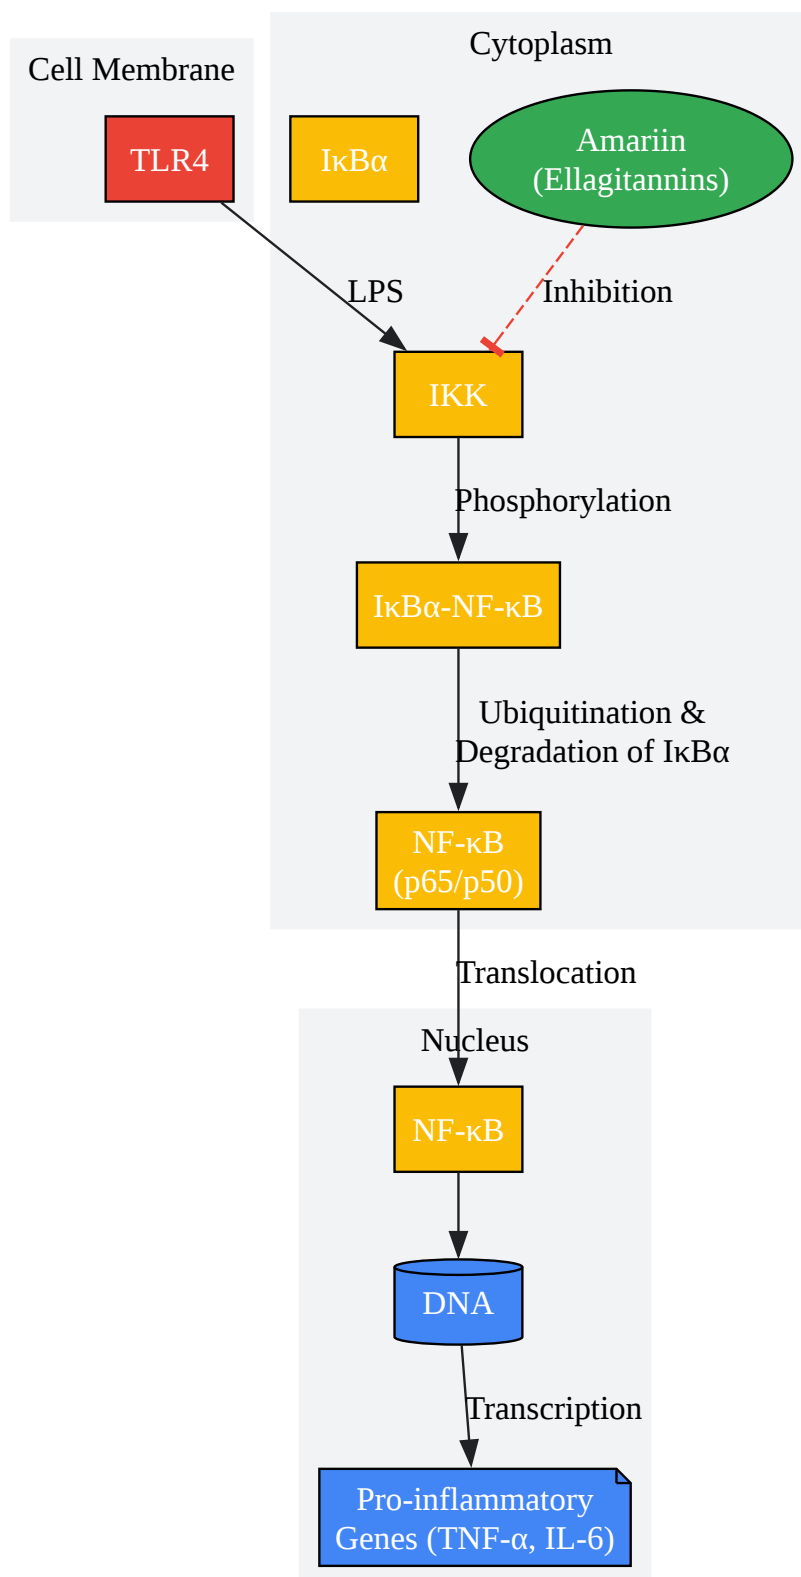 Cytoplasm
Cell Membrane
TLR4
IκBα
Amariin
(Ellagitannins)
LPS
Inhibition
IKK
Phosphorylation
IκBα-NF-κB
Ubiquitination &
Degradation of IκBα
NF-κB
(p65/p50)
Translocation
Nucleus
NF-κB
DNA
Transcription
Pro-inflammatory
Genes (TNF-α, IL-6)